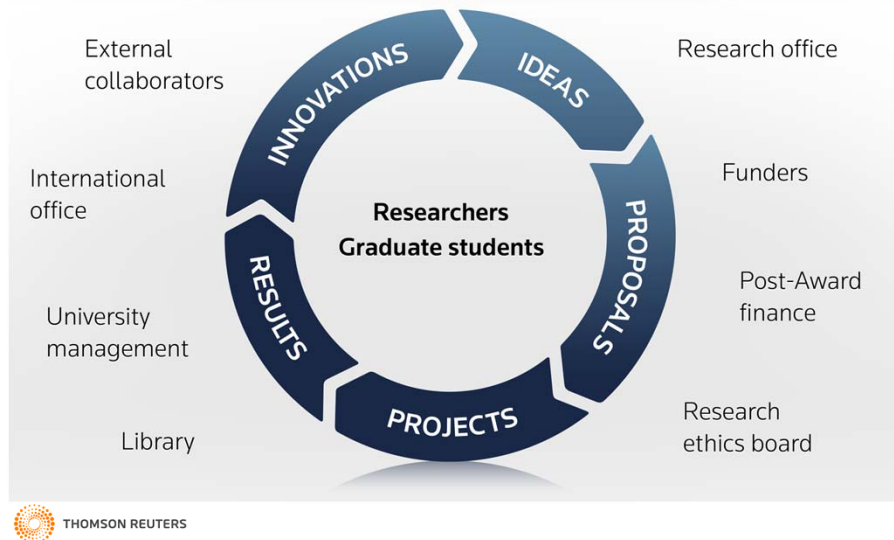 External
collaborators
International
office
University
management
Library
INNOVATIONS
IDEAS
PROPOSALS
PROJECTS
RESULTS
Researchers
Graduate students
Research office
Funders
Post-Award
finance
Research
ethics board
THOMSON REUTERS